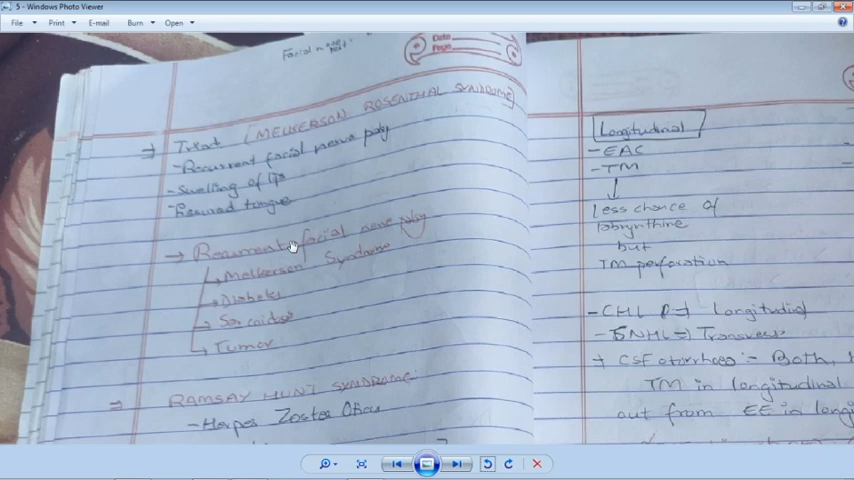 5 - Windows Photo Viewer
File Print E-mail Burn Open
Facial
Date
Page
⇒ Triad (MELKERSON ROSENTHAL SYNDROME)
- Recurrent facial nerve palsy
- Swelling of lips
- Fissured tongue
→ Recurrent facial nerve palsy
→ Melkerson Syndrome
→ Diabetes
→ Sarcoidosis
→ Tumor
⇒ RAMSAY HUNT SYNDROME
- Herpes Zoster Oticus
Longitudinal
- EAC
- TM
↓
Less chance of
labrynthine
but
TM perforation
- CHL ⇒ Longitudinal
- SNHL ⇒ Transverse
→ CSF otorrhoea :- Both,
TM in longitudinal
out from EE in longi